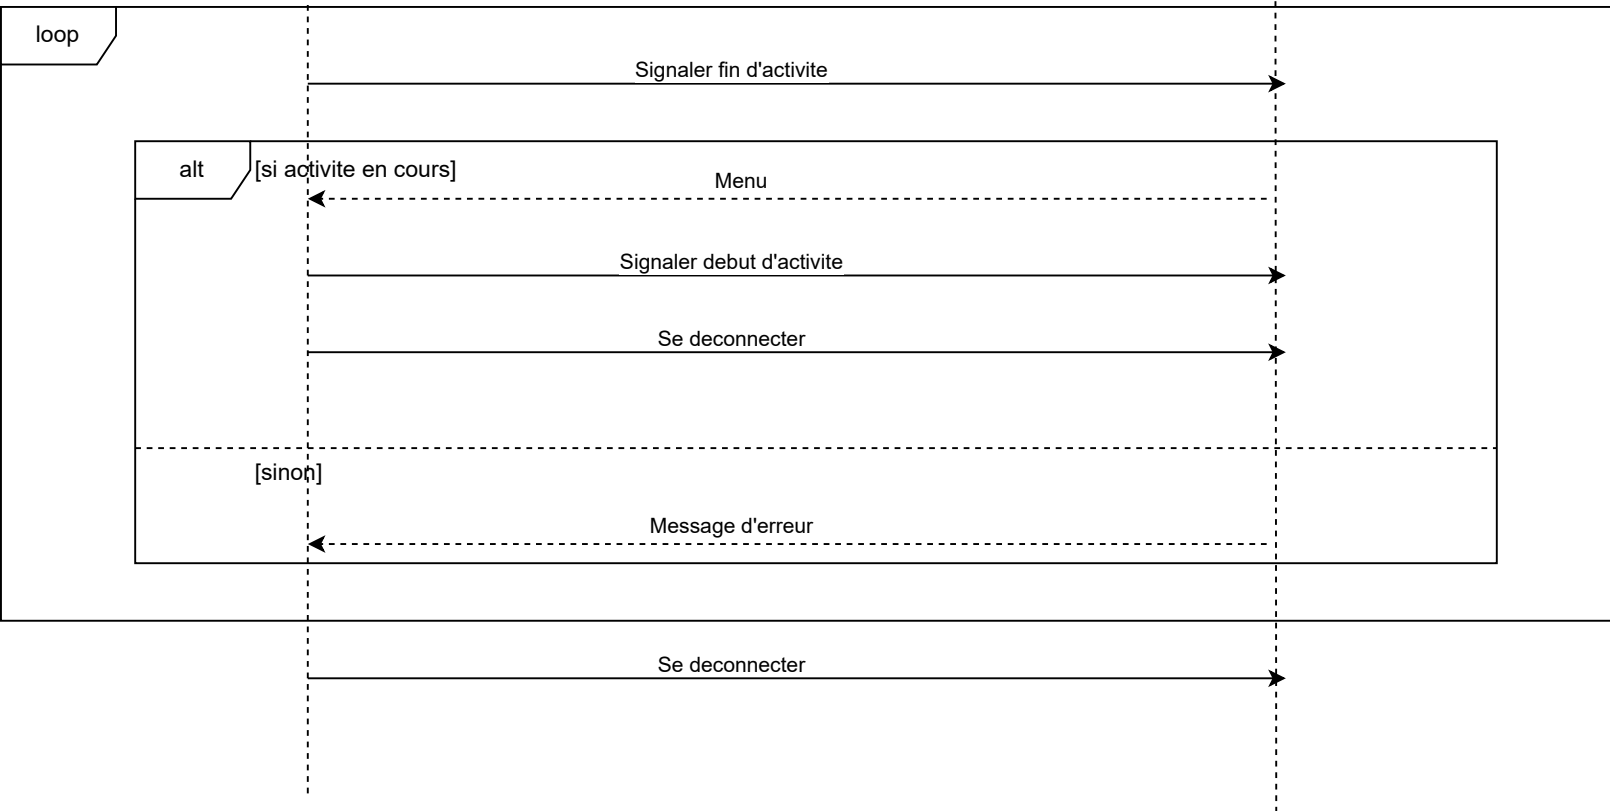 loop
Signaler fin d'activite
alt
[si activite en cours]
Menu
Signaler debut d'activite
Se deconnecter
[sinon]
Message d'erreur
Se deconnecter